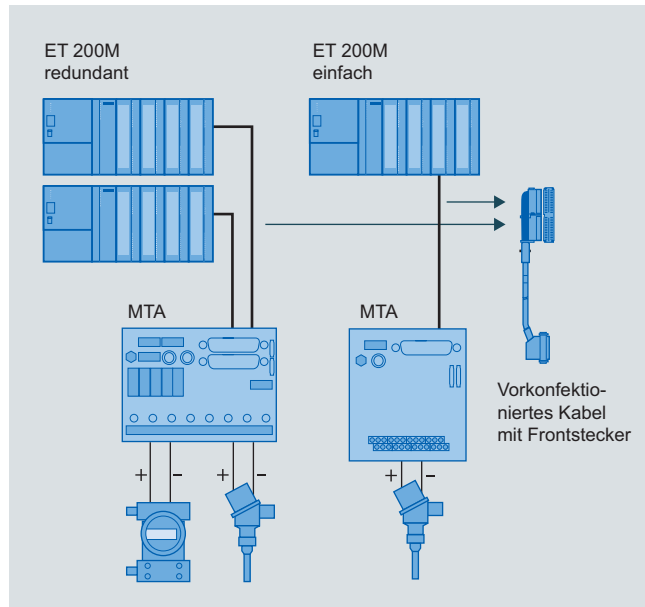 ET 200M
redundant
ET 200M
einfach
MTA
MTA
Vorkonfektio-
niertes Kabel
mit Frontstecker
+ –
+ –
+ –